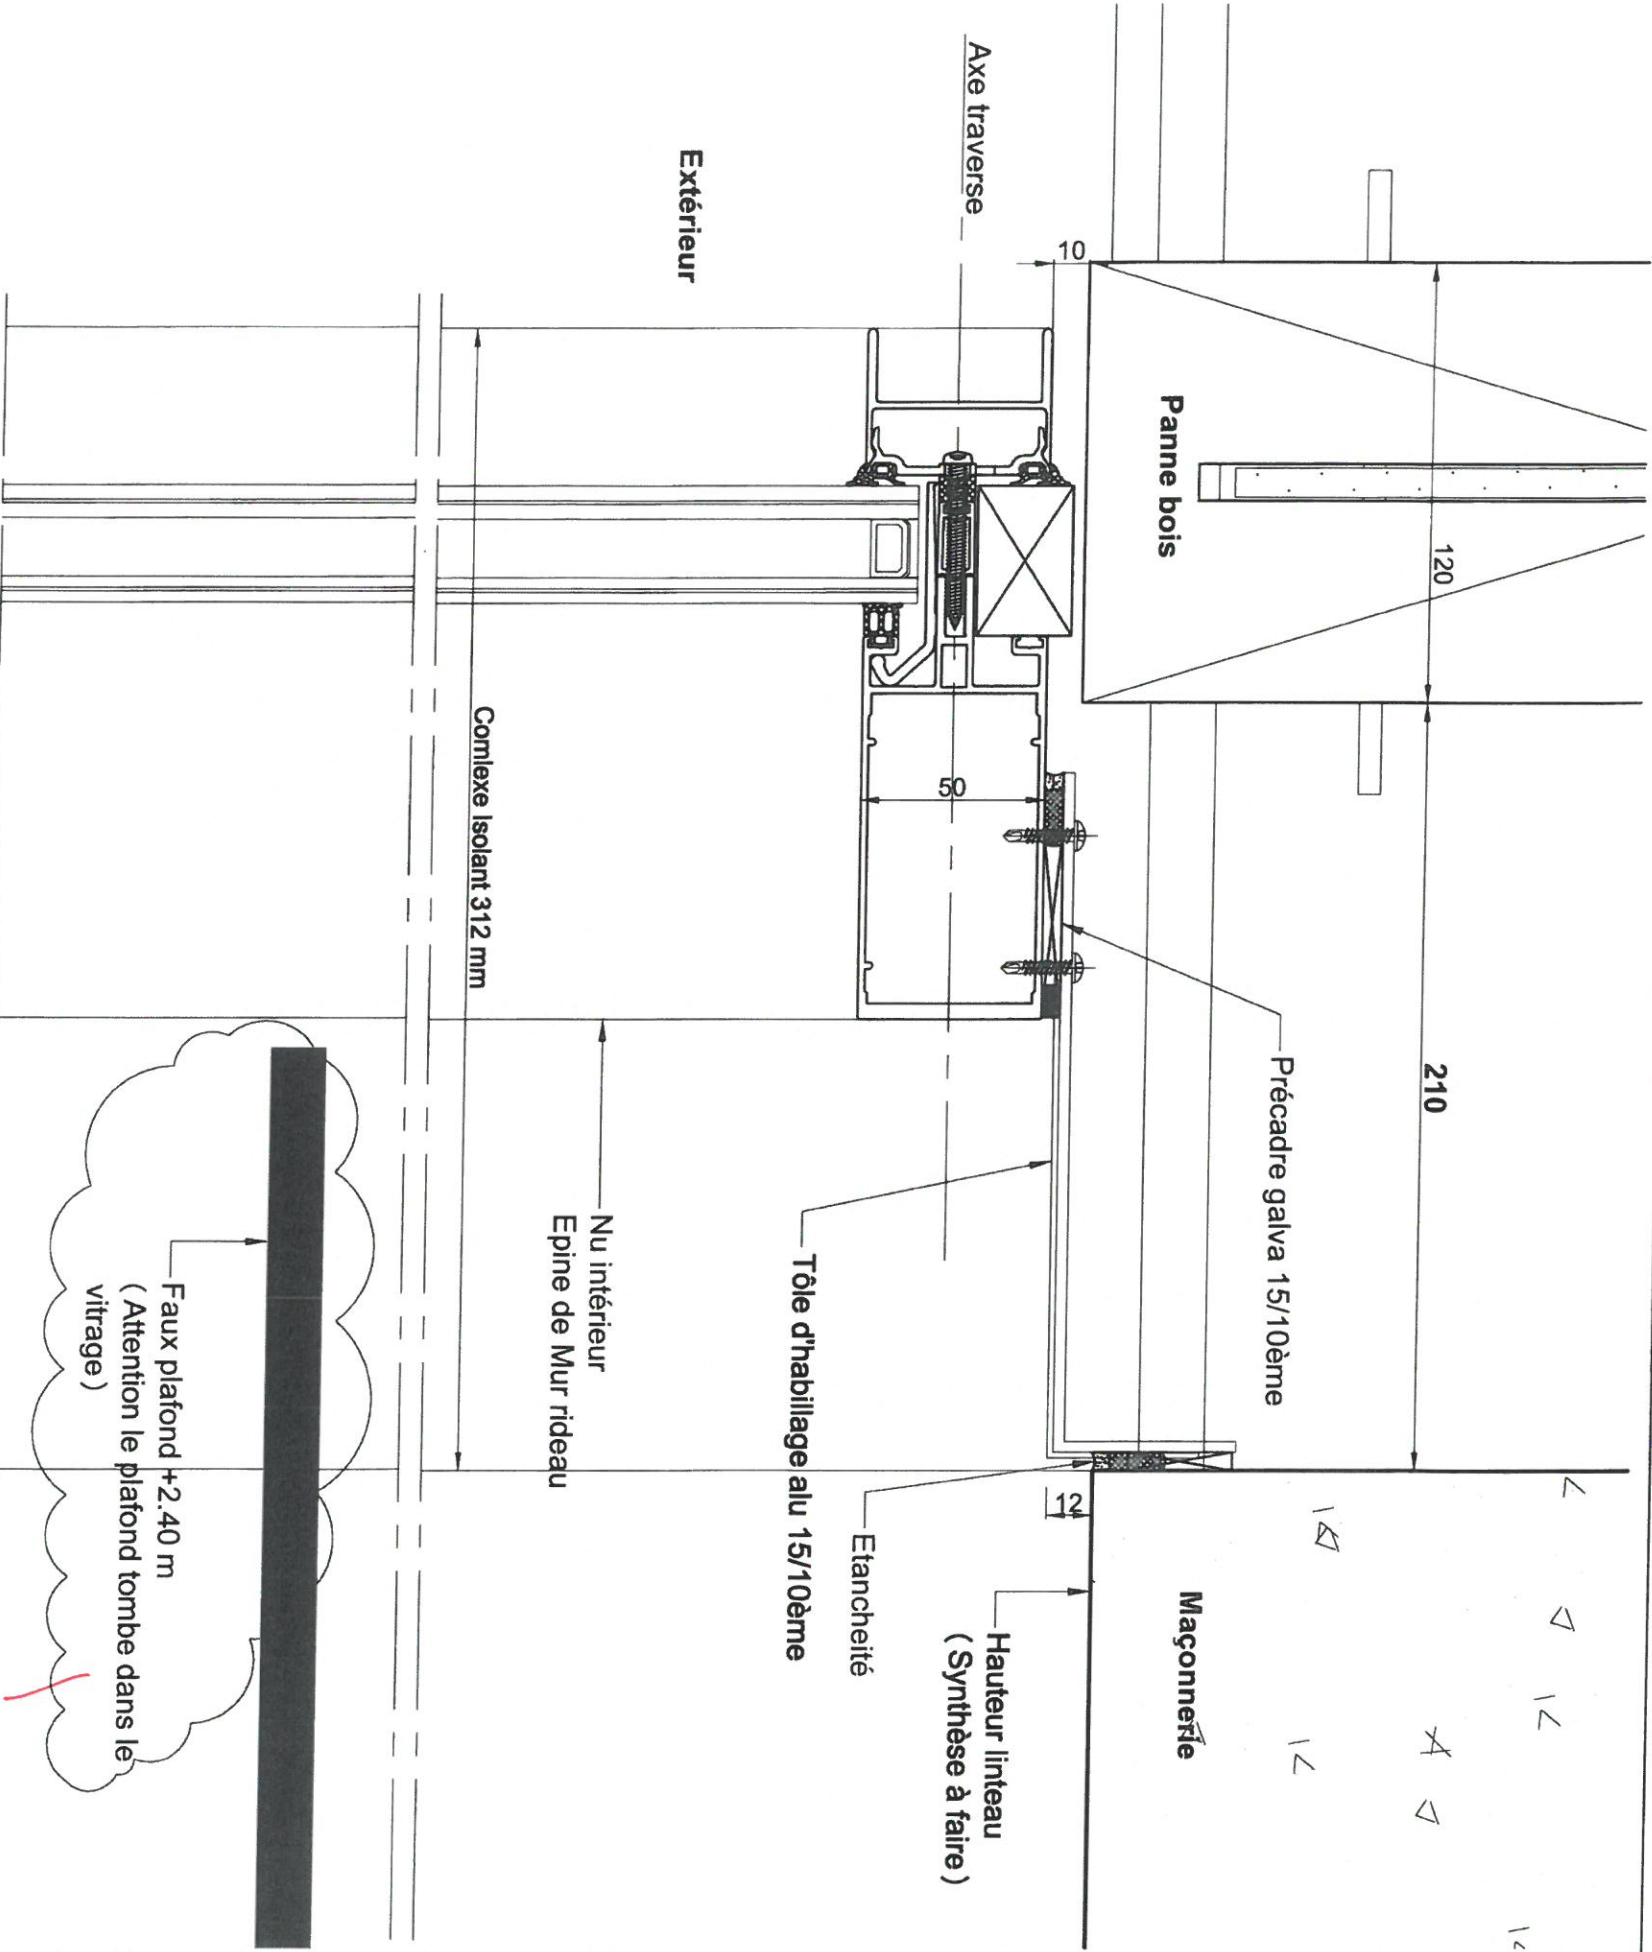 Axe traverse
Extérieur
10
Panne bois
120
210
Précadre galva 15/10ème
50
Comlexe Isolant 312 mm
Nu intérieur
Epine de Mur rideau
Tôle d'habillage alu 15/10ème
Etancheité
12
Hauteur linteau
( Synthèse à faire )
Maçonnerie
Faux plafond +2.40 m
( Attention le plafond tombe dans le
vitrage )